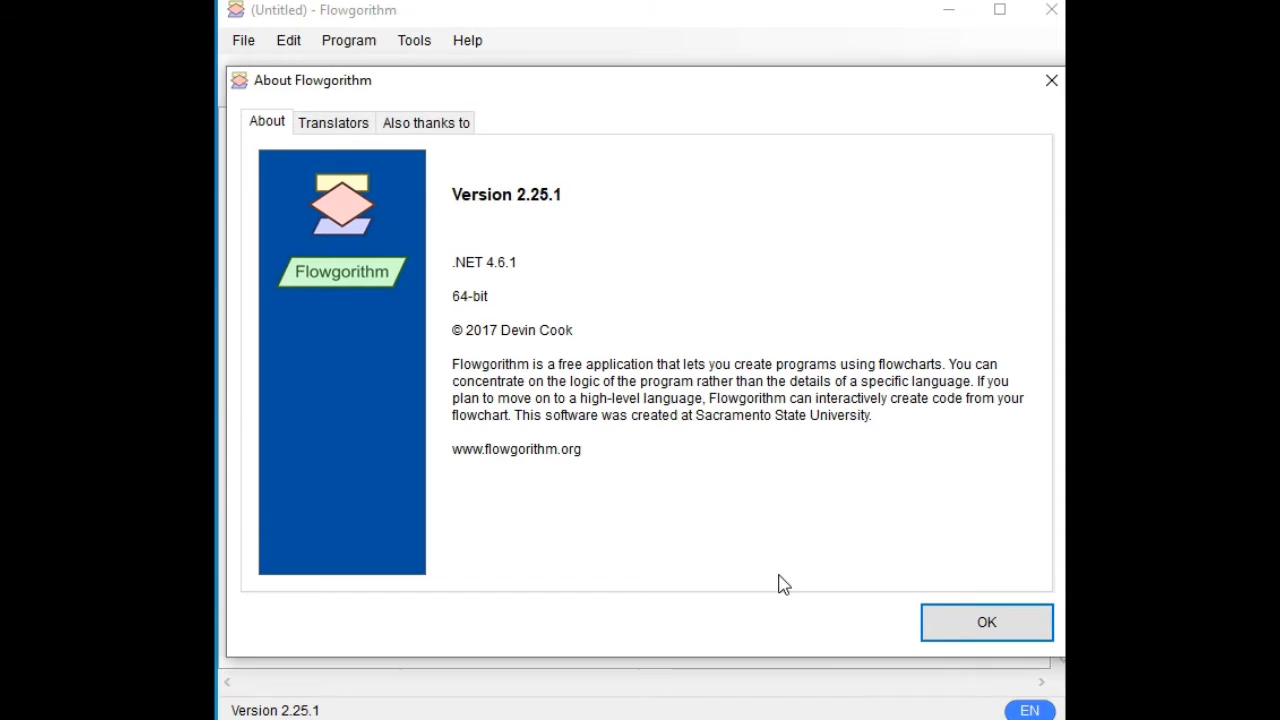 (Untitled) - Flowgorithm
File Edit Program Tools Help
About Flowgorithm
About Translators Also thanks to
Flowgorithm
Version 2.25.1
.NET 4.6.1
64-bit
© 2017 Devin Cook
Flowgorithm is a free application that lets you create programs using flowcharts. You can
concentrate on the logic of the program rather than the details of a specific language. If you
plan to move on to a high-level language, Flowgorithm can interactively create code from your
flowchart. This software was created at Sacramento State University.
www.flowgorithm.org
OK
Version 2.25.1
EN